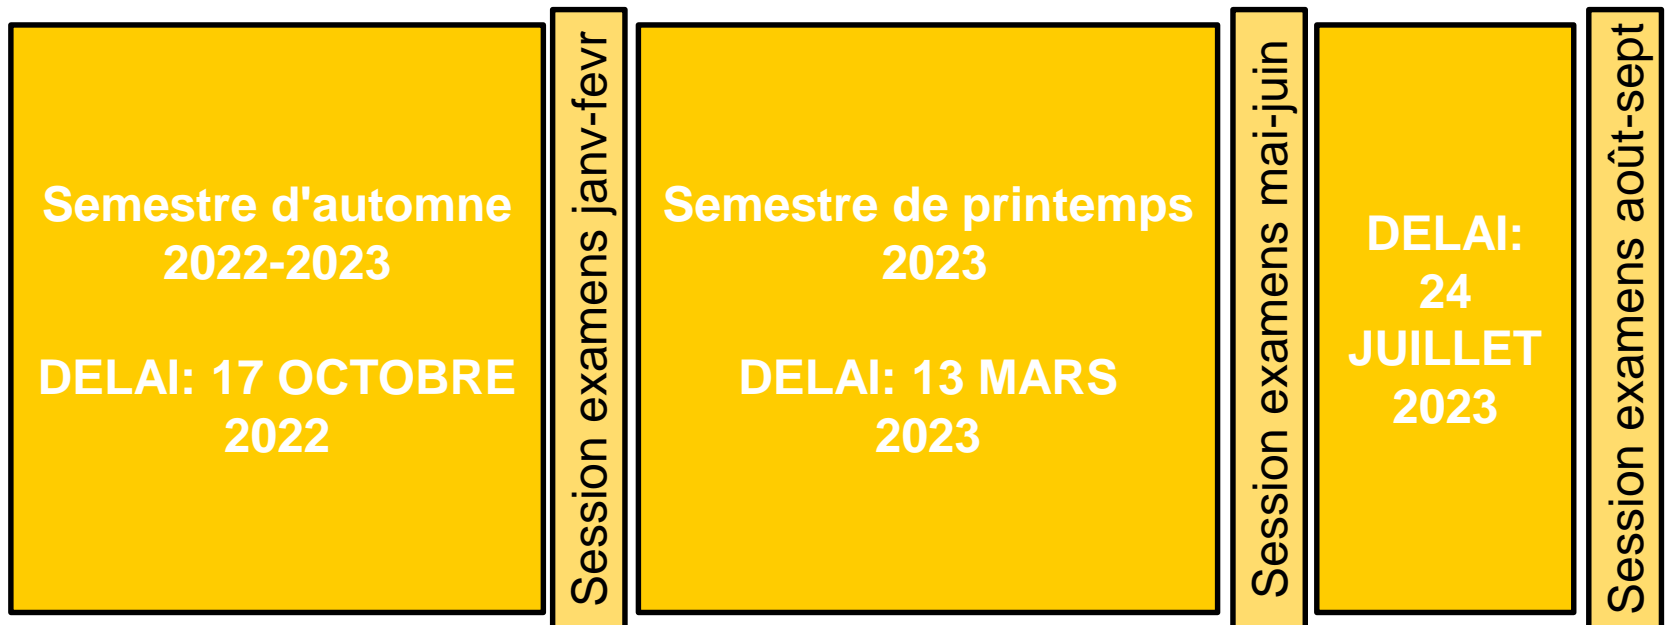 Semestre d'automne
2022-2023
DELAI: 17 OCTOBRE
2022
Session examens janv-fevr
Semestre de printemps
2023
DELAI: 13 MARS
2023
Session examens mai-juin
DELAI:
24
JUILLET
2023
Session examens août-sept